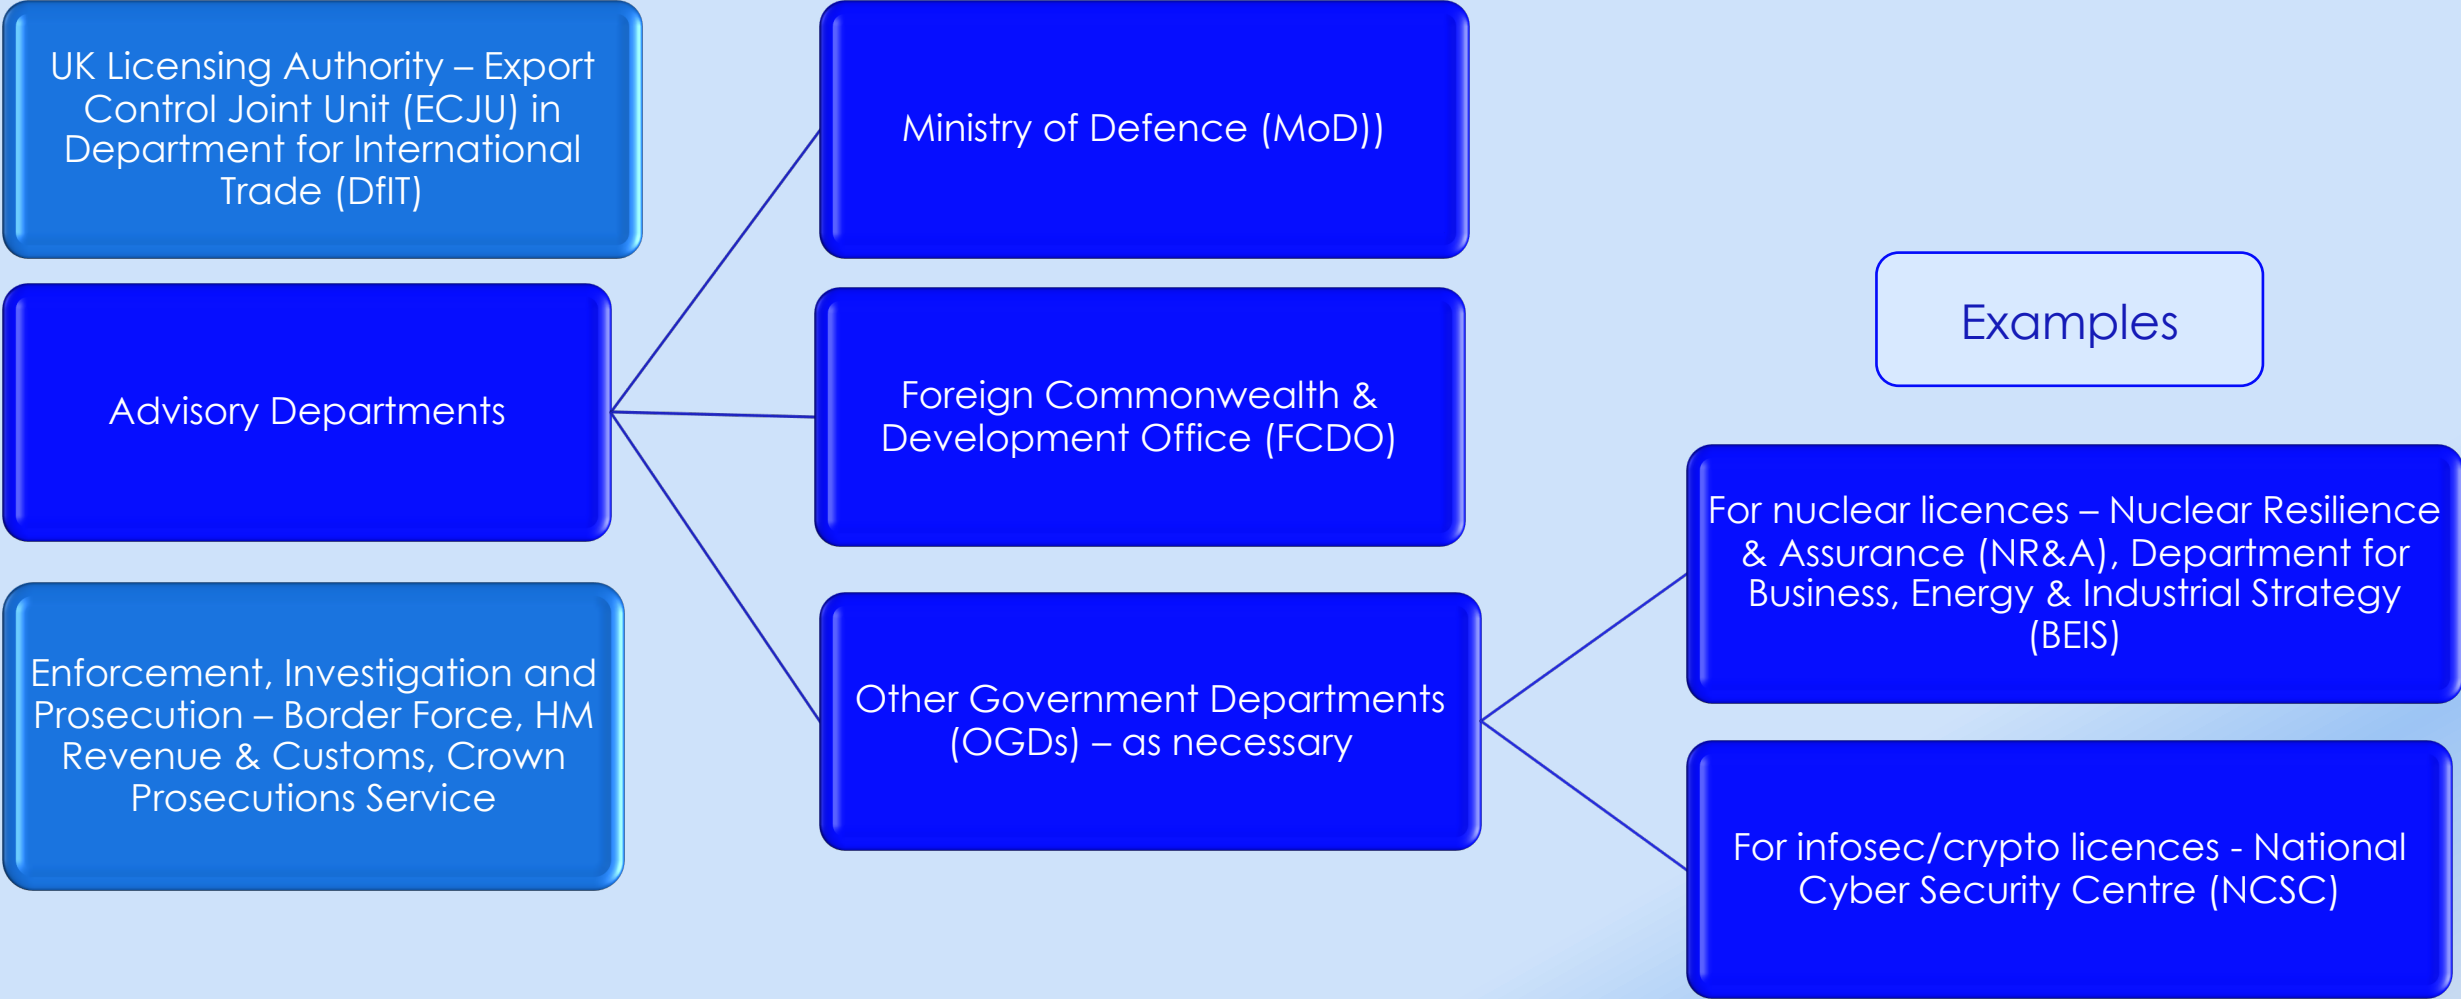 UK Licensing Authority – Export
Control Joint Unit (ECJU) in
Department for International
Trade (DfIT)
Advisory Departments
Enforcement, Investigation and
Prosecution – Border Force, HM
Revenue & Customs, Crown
Prosecutions Service
Ministry of Defence (MoD))
Foreign Commonwealth &
Development Office (FCDO)
Other Government Departments
(OGDs) – as necessary
Examples
For nuclear licences – Nuclear Resilience
& Assurance (NR&A), Department for
Business, Energy & Industrial Strategy
(BEIS)
For infosec/crypto licences - National
Cyber Security Centre (NCSC)